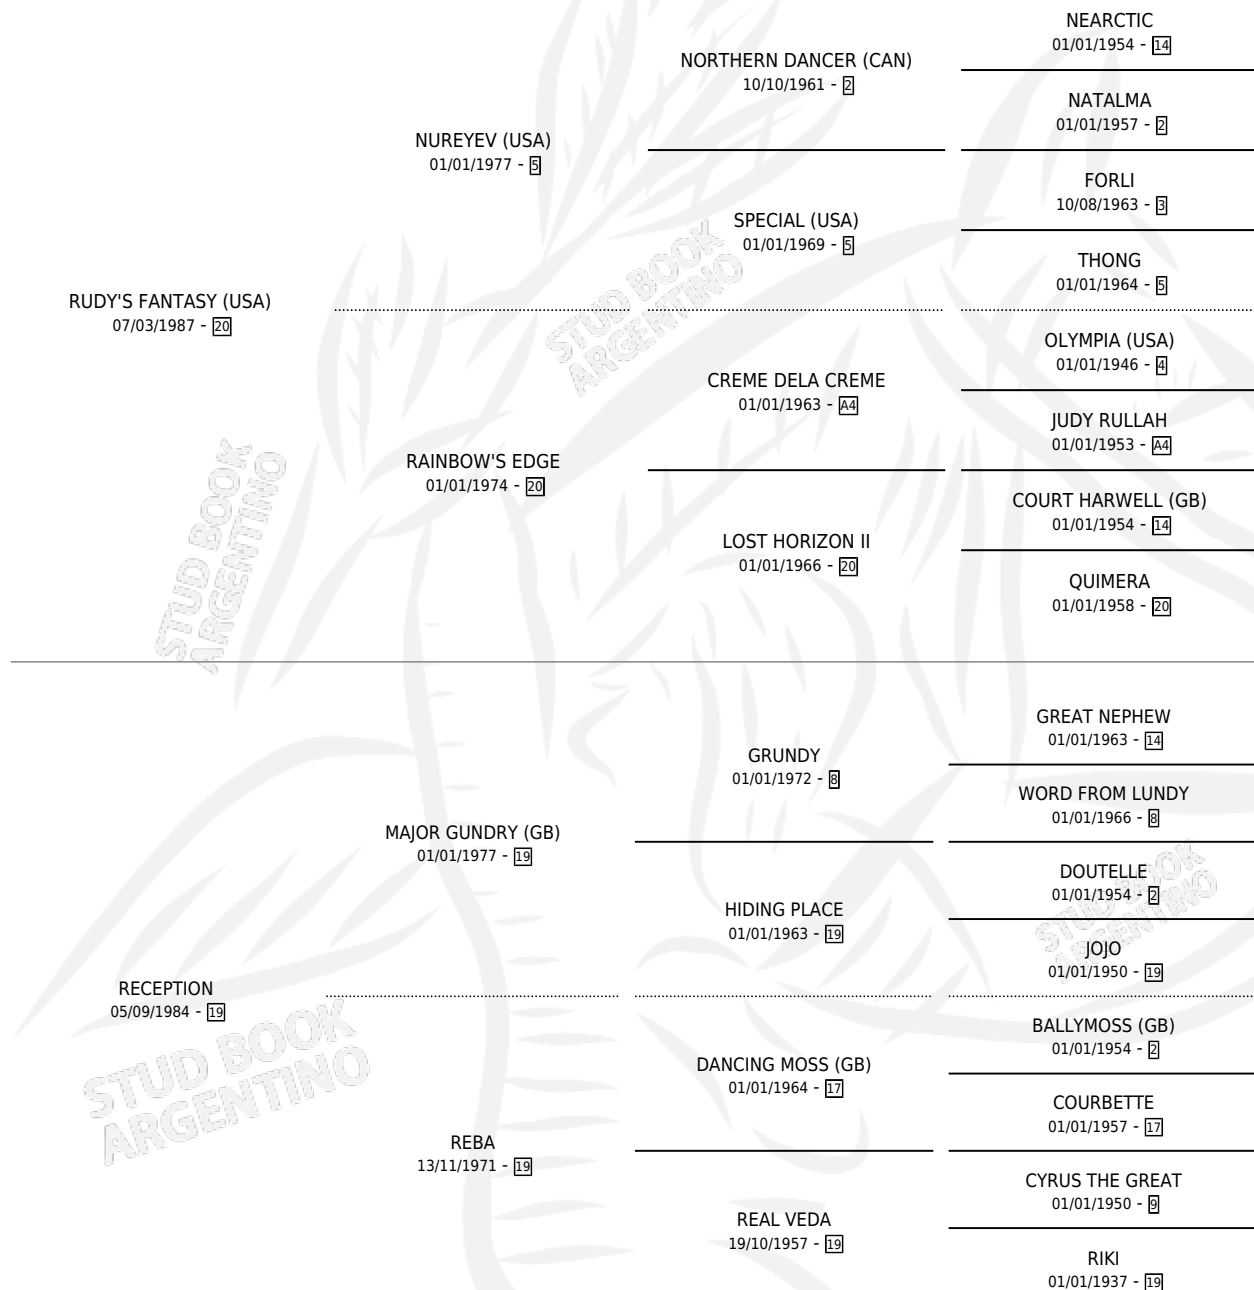 NEARCTIC
01/01/1954 - 14
NORTHERN DANCER (CAN)
10/10/1961 - 2
NATALMA
01/01/1957 - 2
NUREYEV (USA)
01/01/1977 - 5
FORLI
10/08/1963 - 3
SPECIAL (USA)
01/01/1969 - 5
THONG
01/01/1964 - 5
RUDY'S FANTASY (USA)
07/03/1987 - 20
OLYMPIA (USA)
01/01/1946 - 4
CREME DELA CREME
01/01/1963 - A4
JUDY RULLAH
01/01/1953 - A4
RAINBOW'S EDGE
01/01/1974 - 20
COURT HARWELL (GB)
01/01/1954 - 14
LOST HORIZON II
01/01/1966 - 20
QUIMERA
01/01/1958 - 20
GREAT NEPHEW
01/01/1963 - 14
GRUNDY
01/01/1972 - 8
WORD FROM LUNDY
01/01/1966 - 8
MAJOR GUNDRY (GB)
01/01/1977 - 19
DOUTELLE
01/01/1954 - 2
HIDING PLACE
01/01/1963 - 19
JOJO
01/01/1950 - 19
RECEPTION
05/09/1984 - 19
BALLYMOSS (GB)
01/01/1954 - 2
DANCING MOSS (GB)
01/01/1964 - 17
COURBETTE
01/01/1957 - 17
REBA
13/11/1971 - 19
CYRUS THE GREAT
01/01/1950 - 9
REAL VEDA
19/10/1957 - 19
RIKI
01/01/1937 - 19
STUD BOOK
ARGENTINO
STUD BOOK
ARGENTINO
STUD BOOK
ARGENTINO
STUD BOOK
ARGENTINO